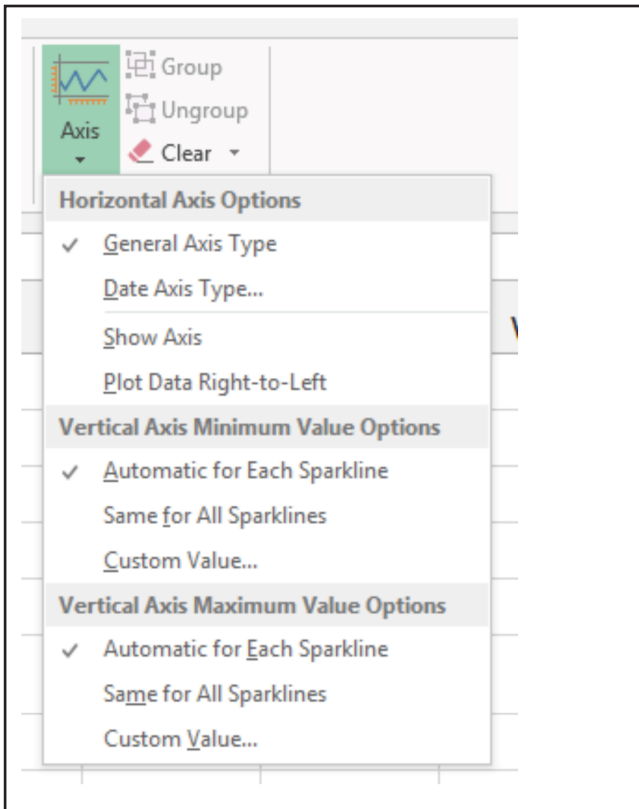 Group
Ungroup
Axis
Clear
Horizontal Axis Options
General Axis Type
Date Axis Type...
Show Axis
Plot Data Right-to-Left
Vertical Axis Minimum Value Options
Automatic for Each Sparkline
Same for All Sparklines
Custom Value...
Vertical Axis Maximum Value Options
Automatic for Each Sparkline
Same for All Sparklines
Custom Value...